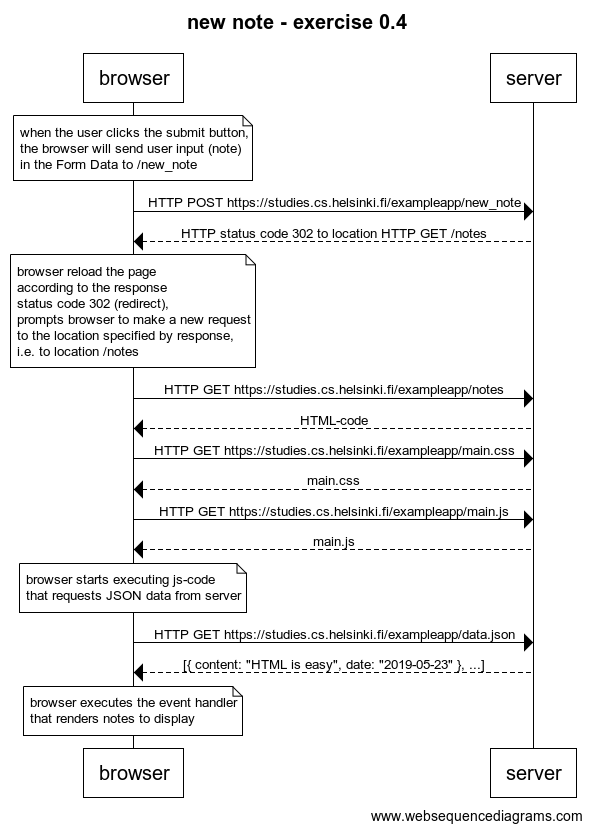 new note - exercise 0.4
browser
server
when the user clicks the submit button,
the browser will send user input (note)
in the Form Data to /new_note
HTTP POST https://studies.cs.helsinki.fi/exampleapp/new_note
HTTP status code 302 to location HTTP GET /notes
browser reload the page
according to the response
status code 302 (redirect),
prompts browser to make a new request
to the location specified by response,
i.e. to location /notes
HTTP GET https://studies.cs.helsinki.fi/exampleapp/notes
HTML-code
HTTP GET https://studies.cs.helsinki.fi/exampleapp/main.css
main.css
HTTP GET https://studies.cs.helsinki.fi/exampleapp/main.js
main.js
browser starts executing js-code
that requests JSON data from server
HTTP GET https://studies.cs.helsinki.fi/exampleapp/data.json
[{ content: "HTML is easy", date: "2019-05-23" }, ...]
browser executes the event handler
that renders notes to display
browser
server
www.websequencediagrams.com